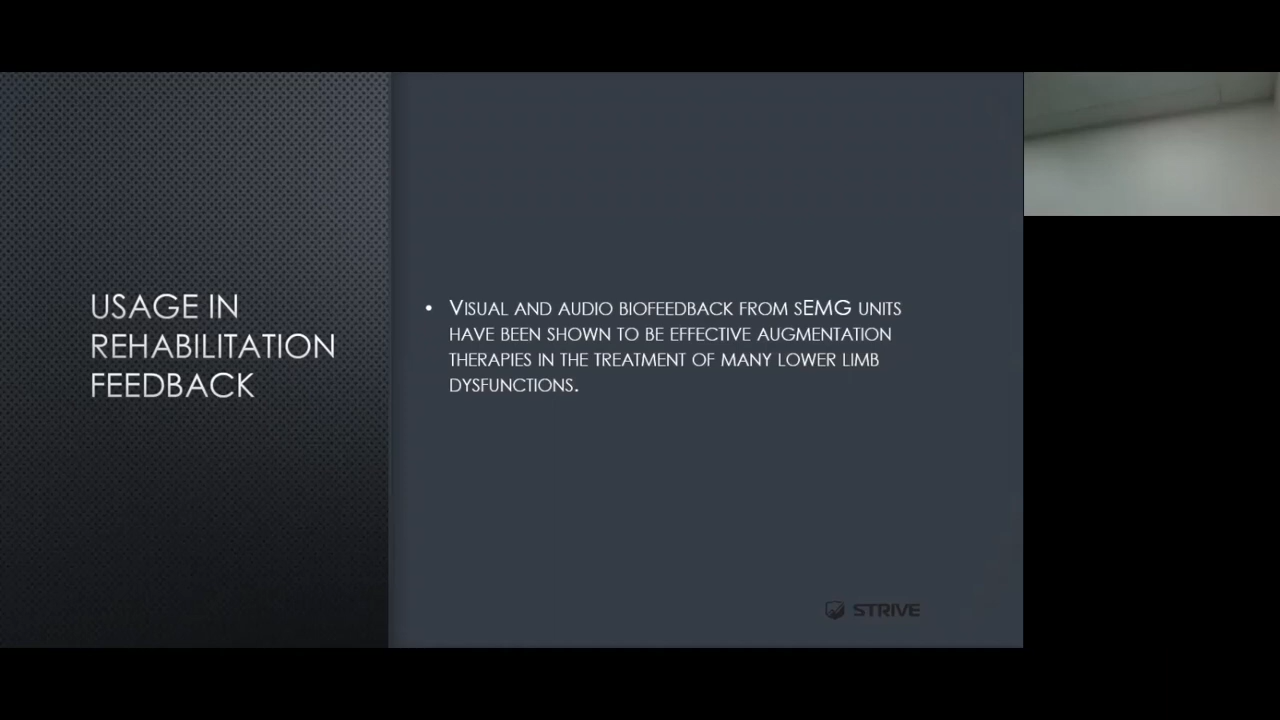 USAGE IN
REHABILITATION
FEEDBACK
• VISUAL AND AUDIO BIOFEEDBACK FROM SEMG UNITS
HAVE BEEN SHOWN TO BE EFFECTIVE AUGMENTATION
THERAPIES IN THE TREATMENT OF MANY LOWER LIMB
DYSFUNCTIONS.
STRIVE